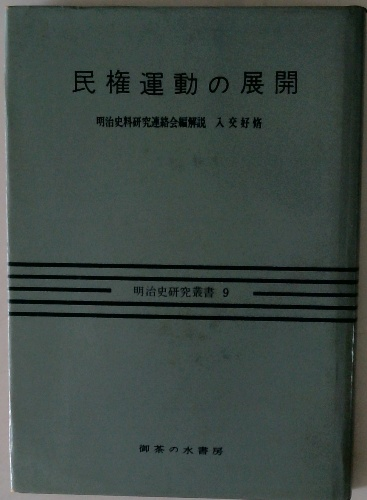 民権運動の展開
明治史料研究連絡会編解説 入交好脩
明治史研究叢書 9
御茶の水書房